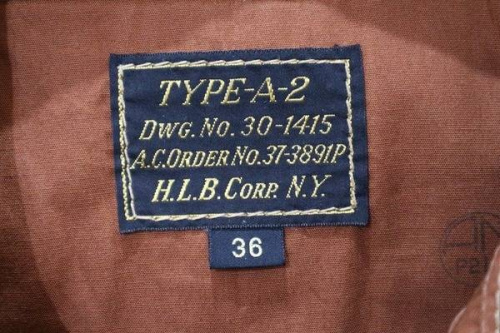 TYPE-A-2
DWG. NO. 30-1415
A.C. ORDER NO. 37-3891P
H.L.B. CORP. N.Y.
36